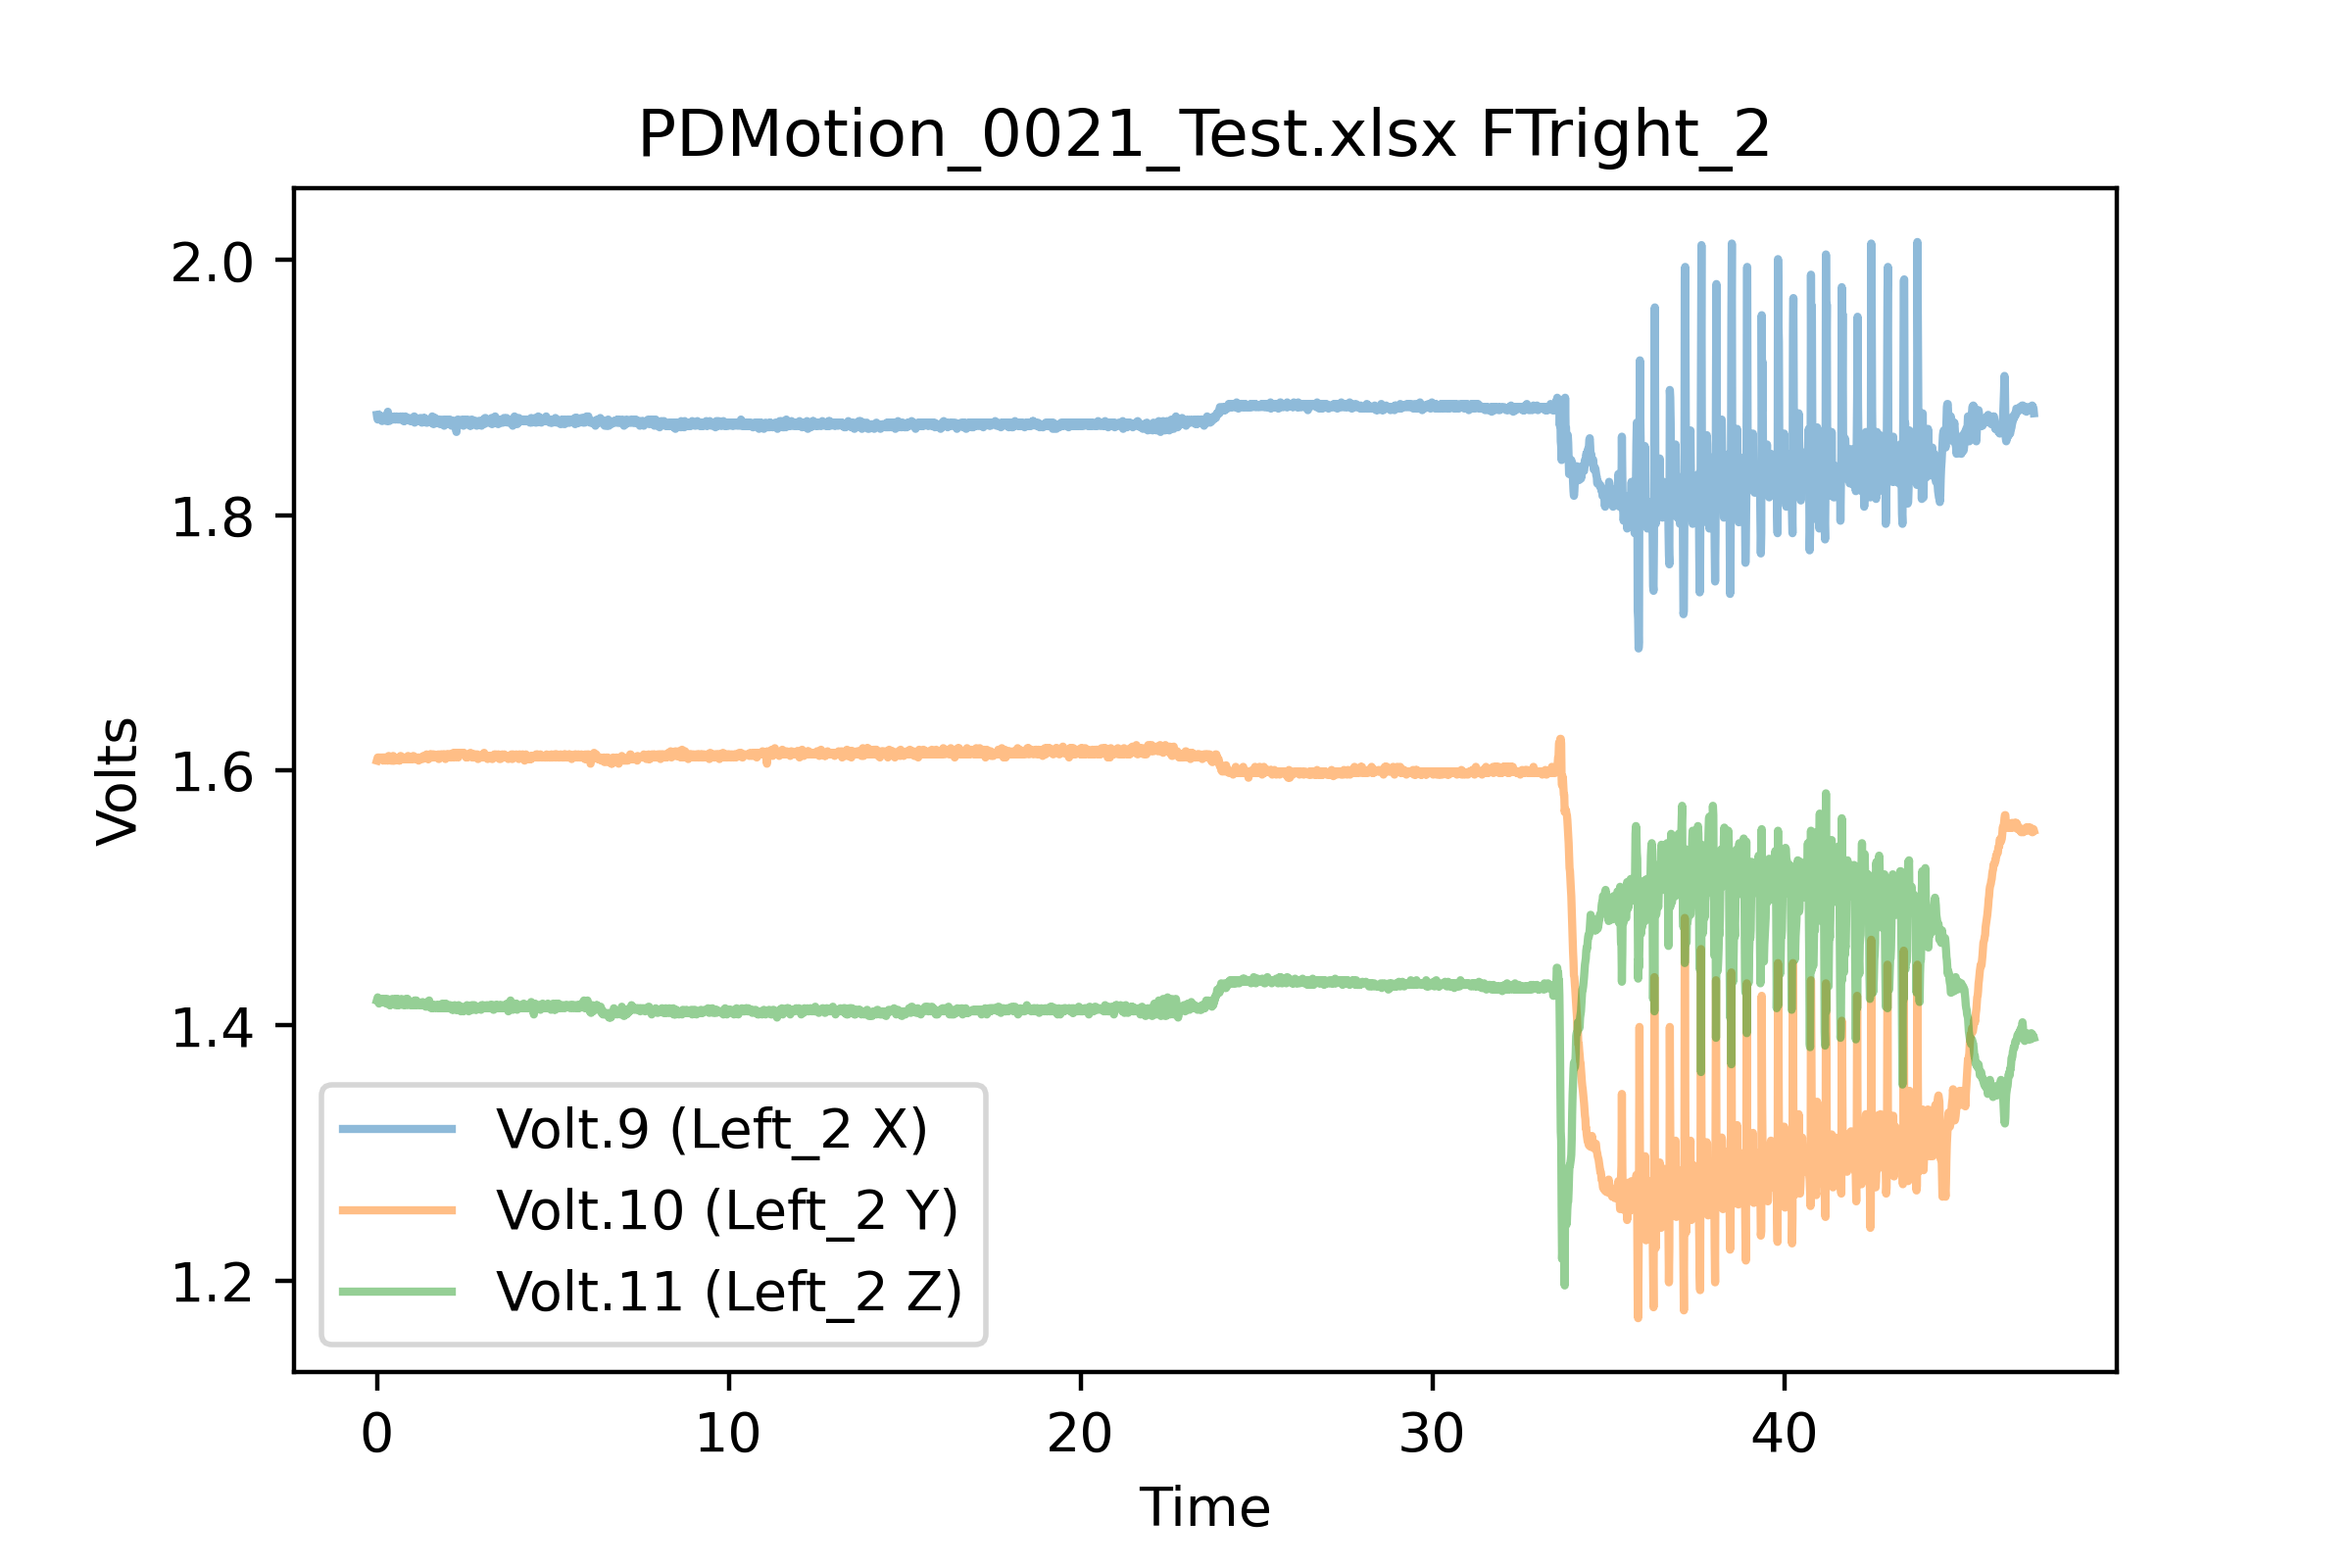 PDMotion_0021_Test.xlsx FTright_2
2.0
1.8
1.6
1.4
1.2
Volts
Volt.9 (Left_2 X)
Volt.10 (Left_2 Y)
Volt.11 (Left_2 Z)
0 10 20 30 40
Time